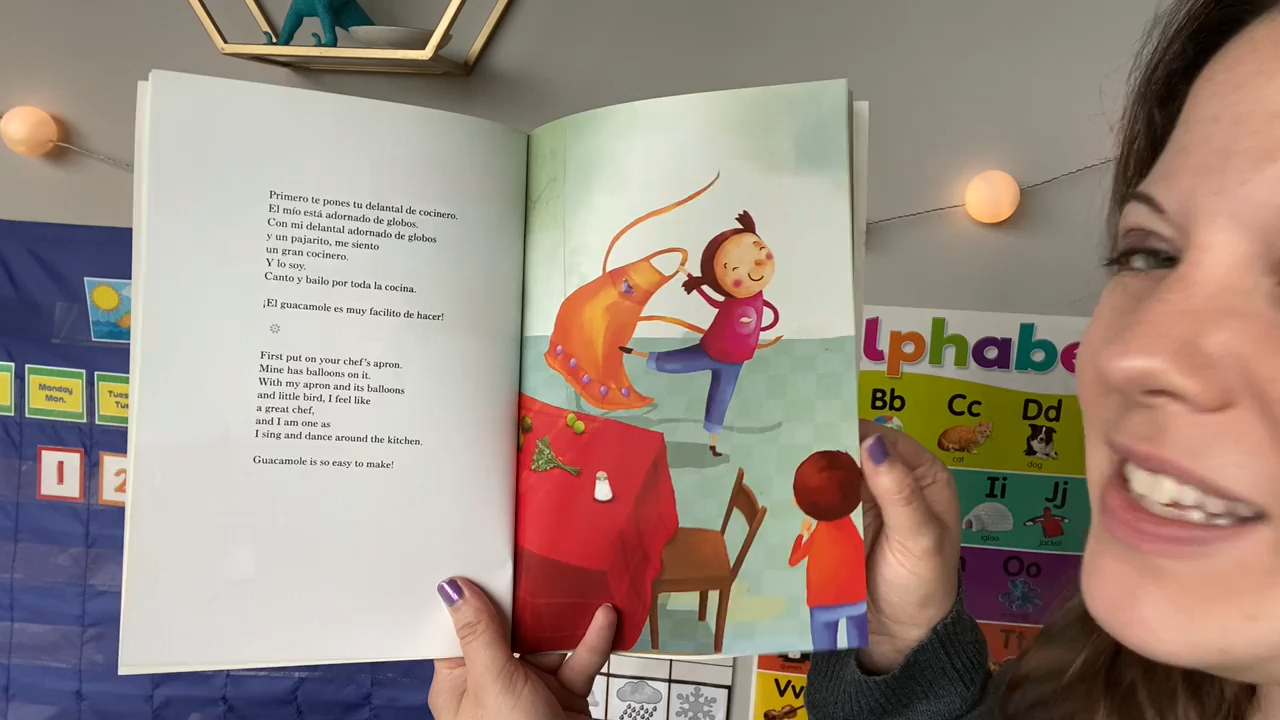 Primero te pones tu delantal de cocinero.
El mío está adornado de globos.
Con mi delantal adornado de globos
y un pajarito, me siento
un gran cocinero.
Y lo soy.
Canto y bailo por toda la cocina.
¡El guacamole es muy facilito de hacer!
First put on your chef's apron.
Mine has balloons on it.
With my apron and its balloons
and little bird, I feel like
a great chef,
and I am one as
I sing and dance around the kitchen.
Guacamole is so easy to make!
Monday
Mon.
Tues
Tue
1
2
lphabe
Bb Cc Dd
cat dog
Ii Jj
igloo jacket
Oo
Tt
queen
Vv